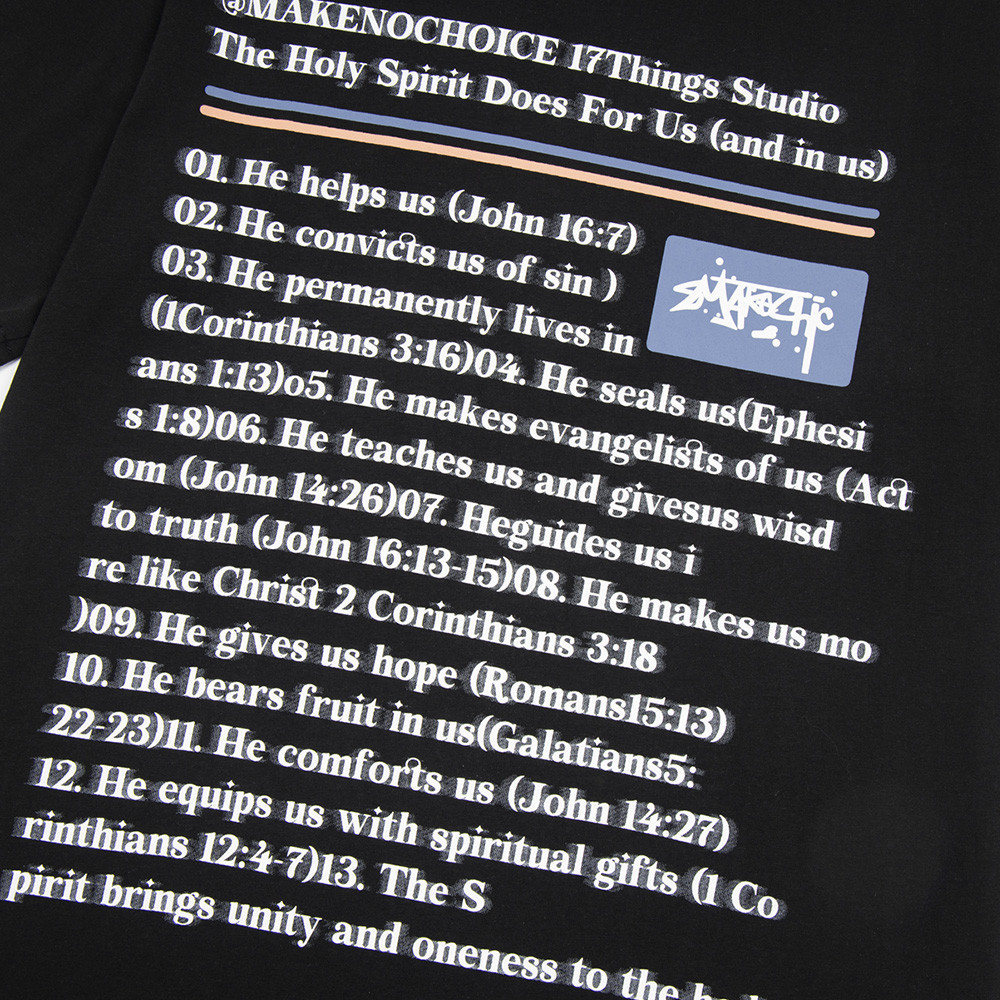 @MAKENOCHOICE 17Things Studio
The Holy Spirit Does For Us (and in us)
01. He helps us (John 16:7)
02. He convicts us of sin )
03. He permanently lives in
(1Corinthians 3:16)04. He seals us(Ephesi
ans 1:13)o5. He makes evangelists of us (Act
s 1:8)06. He teaches us and givesus wisd
om (John 14:26)07. Heguides us i
to truth (John 16:13-15)08. He makes us mo
re like Christ 2 Corinthians 3:18
)09. He gives us hope (Romans15:13)
10. He bears fruit in us(Galatians5:
22-23)11. He comforts us (John 14:27)
12. He equips us with spiritual gifts (1 Co
rinthians 12:4-7)13. The S
pirit brings unity and oneness to the